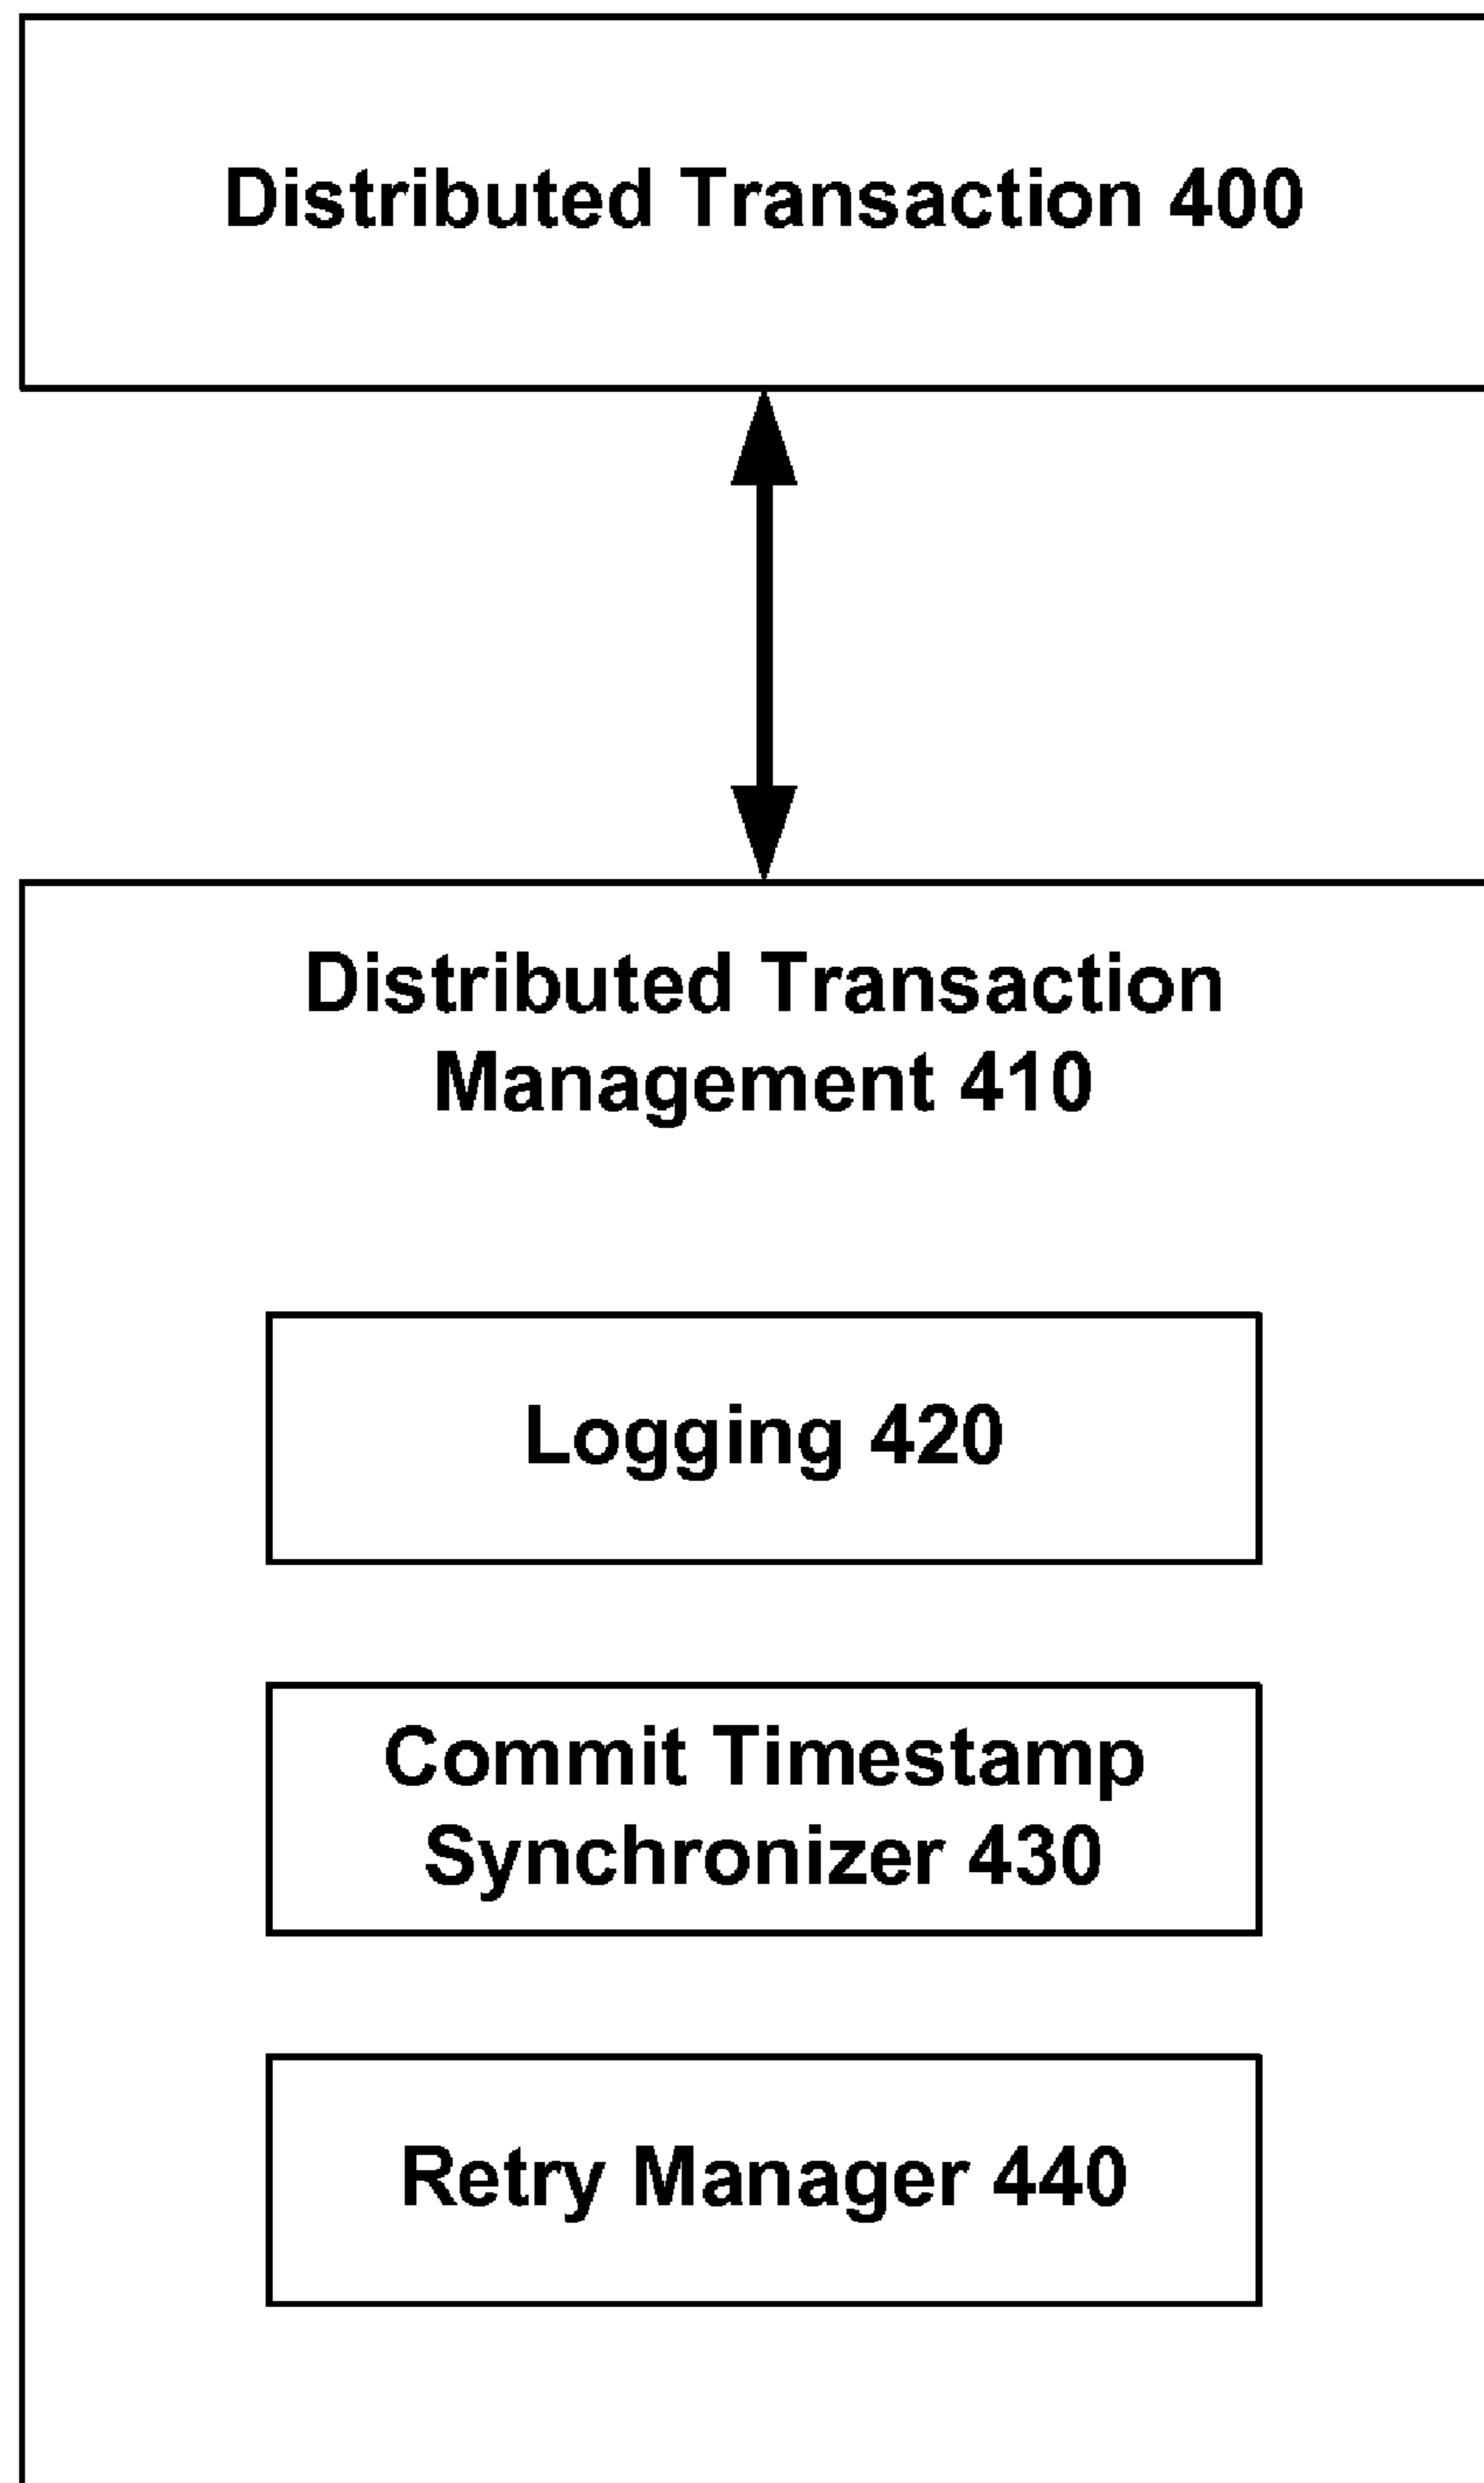 Distributed Transaction 400
Distributed Transaction
Management 410
Logging 420
Commit Timestamp
Synchronizer 430
Retry Manager 440